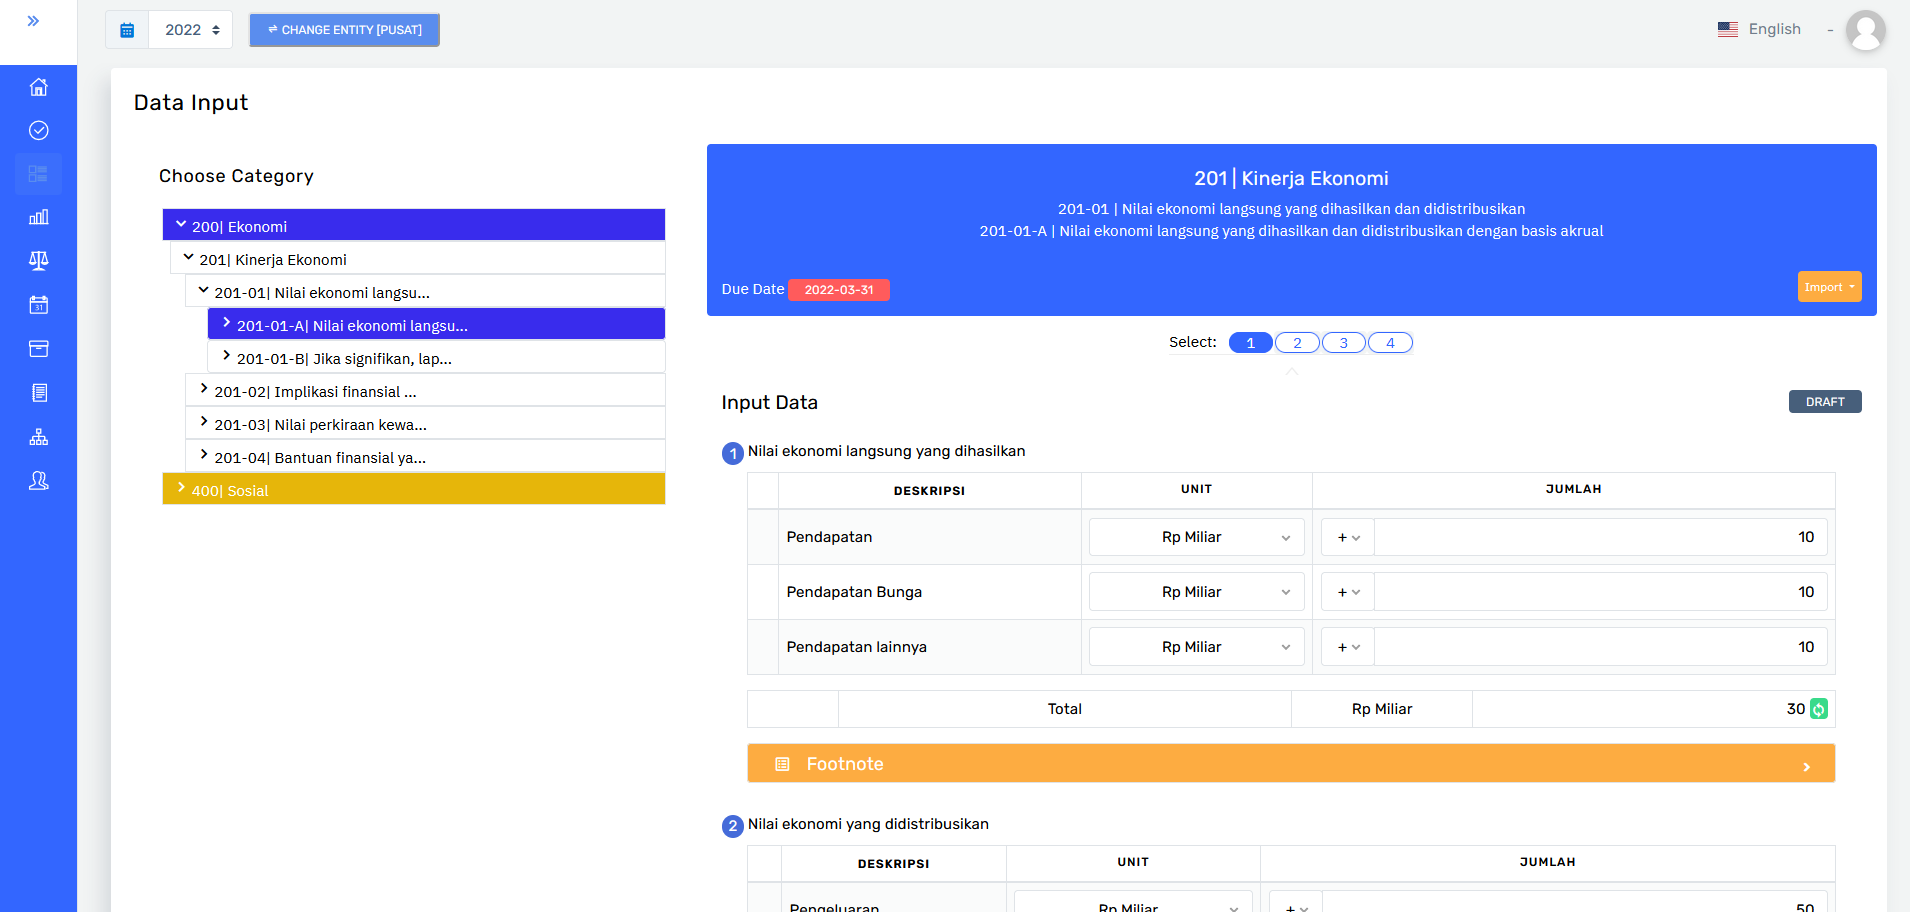 2022
⇌ CHANGE ENTITY [PUSAT]
English
-
Data Input
Choose Category
200| Ekonomi
201| Kinerja Ekonomi
201-01| Nilai ekonomi langsu...
201-01-A| Nilai ekonomi langsu...
201-01-B| Jika signifikan, lap...
201-02| Implikasi finansial ...
201-03| Nilai perkiraan kewa...
201-04| Bantuan finansial ya...
400| Sosial
31
201 | Kinerja Ekonomi
201-01 | Nilai ekonomi langsung yang dihasilkan dan didistribusikan
201-01-A | Nilai ekonomi langsung yang dihasilkan dan didistribusikan dengan basis akrual
Due Date 2022-03-31
Import
Select: 1 2 3 4
Input Data
DRAFT
1 Nilai ekonomi langsung yang dihasilkan
DESKRIPSI UNIT JUMLAH
Pendapatan Rp Miliar + 10
Pendapatan Bunga Rp Miliar + 10
Pendapatan lainnya Rp Miliar + 10
Total Rp Miliar 30
Footnote
2 Nilai ekonomi yang didistribusikan
DESKRIPSI UNIT JUMLAH
Pengeluaran Rp Miliar + 50